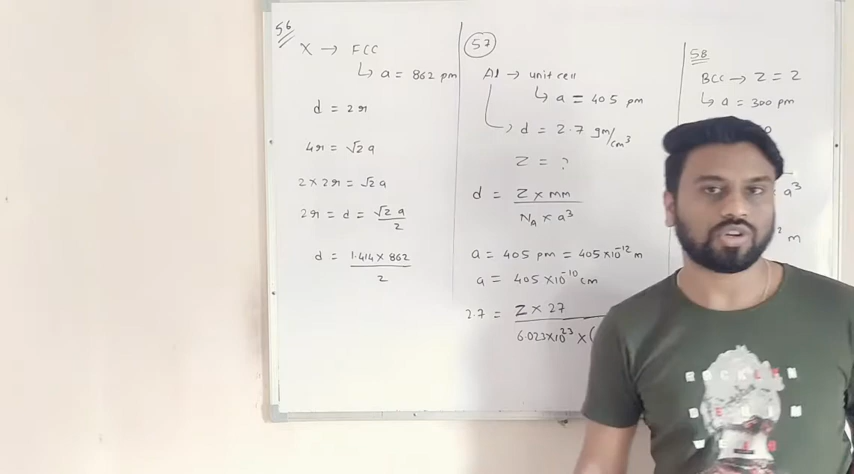 56
X → FCC
↳ a = 862 pm
d = 2r
4r = √2 a
2 × 2r = √2 a
2r = d = √2 a / 2
d = 1.414 × 862 / 2
57
Al → unit cell
↳ a = 405 pm
→ d = 2.7 gm/cm³
Z = ?
d = Z × mm / N_A × a³
a = 405 pm = 405 × 10⁻¹² m
a = 405 × 10⁻¹⁰ cm
2.7 = Z × 27 / 6.023 × 10²³ × (
58
BCC → Z = 2
↳ a = 300 pm
a³
m